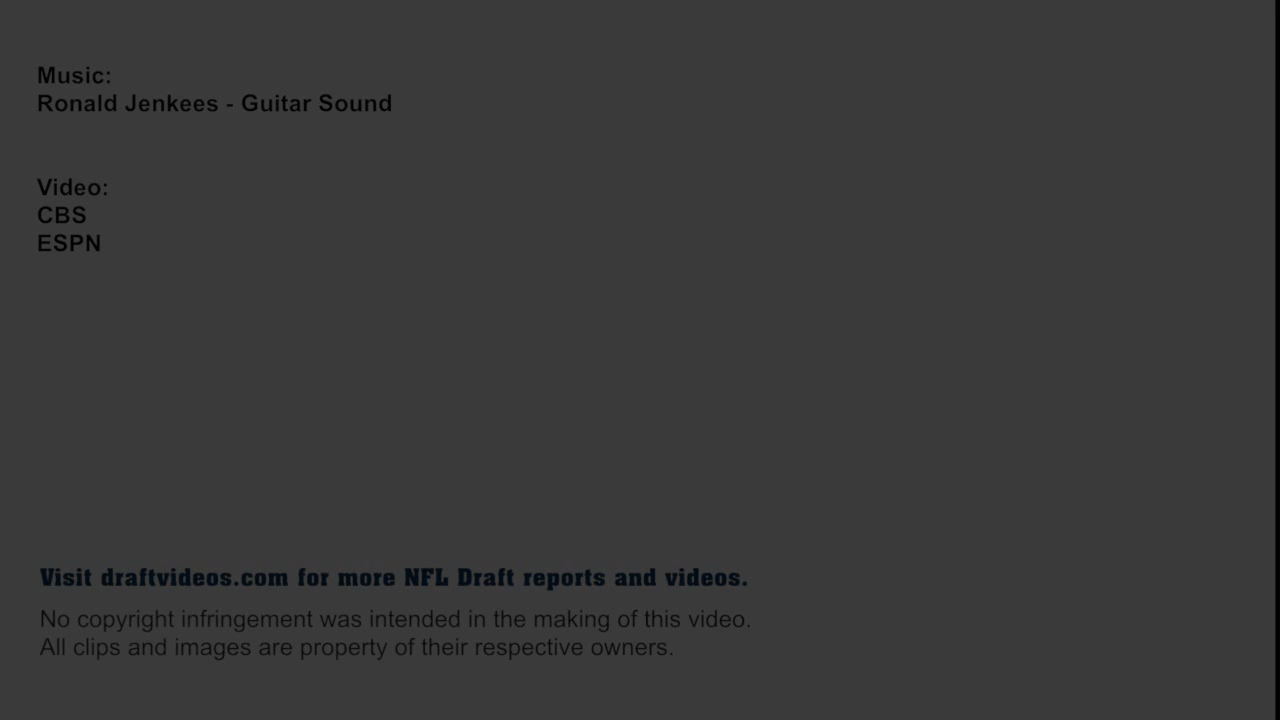 Music:
Ronald Jenkees - Guitar Sound
Video:
CBS
ESPN
Visit draftvideos.com for more NFL Draft reports and videos.
No copyright infringement was intended in the making of this video.
All clips and images are property of their respective owners.